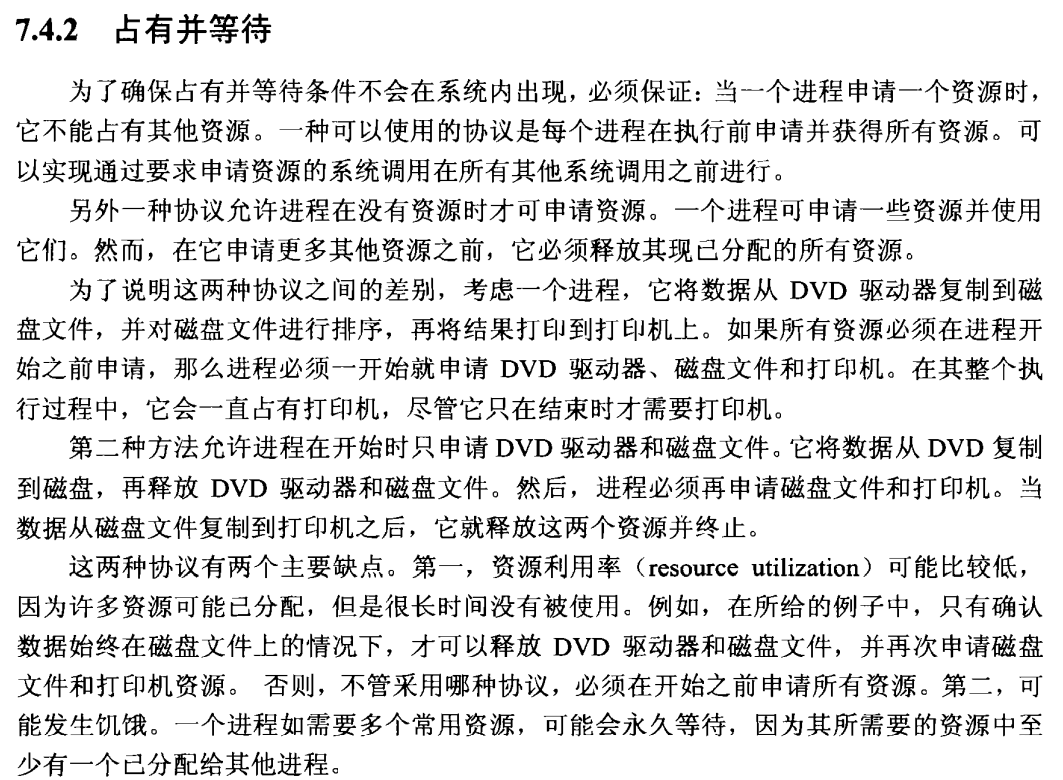 7.4.2 占有并等待
为了确保占有并等待条件不会在系统内出现，必须保证：当一个进程申请一个资源时，
它不能占有其他资源。一种可以使用的协议是每个进程在执行前申请并获得所有资源。可
以实现通过要求申请资源的系统调用在所有其他系统调用之前进行。
另外一种协议允许进程在没有资源时才可申请资源。一个进程可申请一些资源并使用
它们。然而，在它申请更多其他资源之前，它必须释放其现已分配的所有资源。
为了说明这两种协议之间的差别，考虑一个进程，它将数据从 DVD 驱动器复制到磁
盘文件，并对磁盘文件进行排序，再将结果打印到打印机上。如果所有资源必须在进程开
始之前申请，那么进程必须一开始就申请 DVD 驱动器、磁盘文件和打印机。在其整个执
行过程中，它会一直占有打印机，尽管它只在结束时才需要打印机。
第二种方法允许进程在开始时只申请 DVD 驱动器和磁盘文件。它将数据从 DVD 复制
到磁盘，再释放 DVD 驱动器和磁盘文件。然后，进程必须再申请磁盘文件和打印机。当
数据从磁盘文件复制到打印机之后，它就释放这两个资源并终止。
这两种协议有两个主要缺点。第一，资源利用率（resource utilization）可能比较低，
因为许多资源可能已分配，但是很长时间没有被使用。例如，在所给的例子中，只有确认
数据始终在磁盘文件上的情况下，才可以释放 DVD 驱动器和磁盘文件，并再次申请磁盘
文件和打印机资源。 否则，不管采用哪种协议，必须在开始之前申请所有资源。第二，可
能发生饥饿。一个进程如需要多个常用资源，可能会永久等待，因为其所需要的资源中至
少有一个已分配给其他进程。